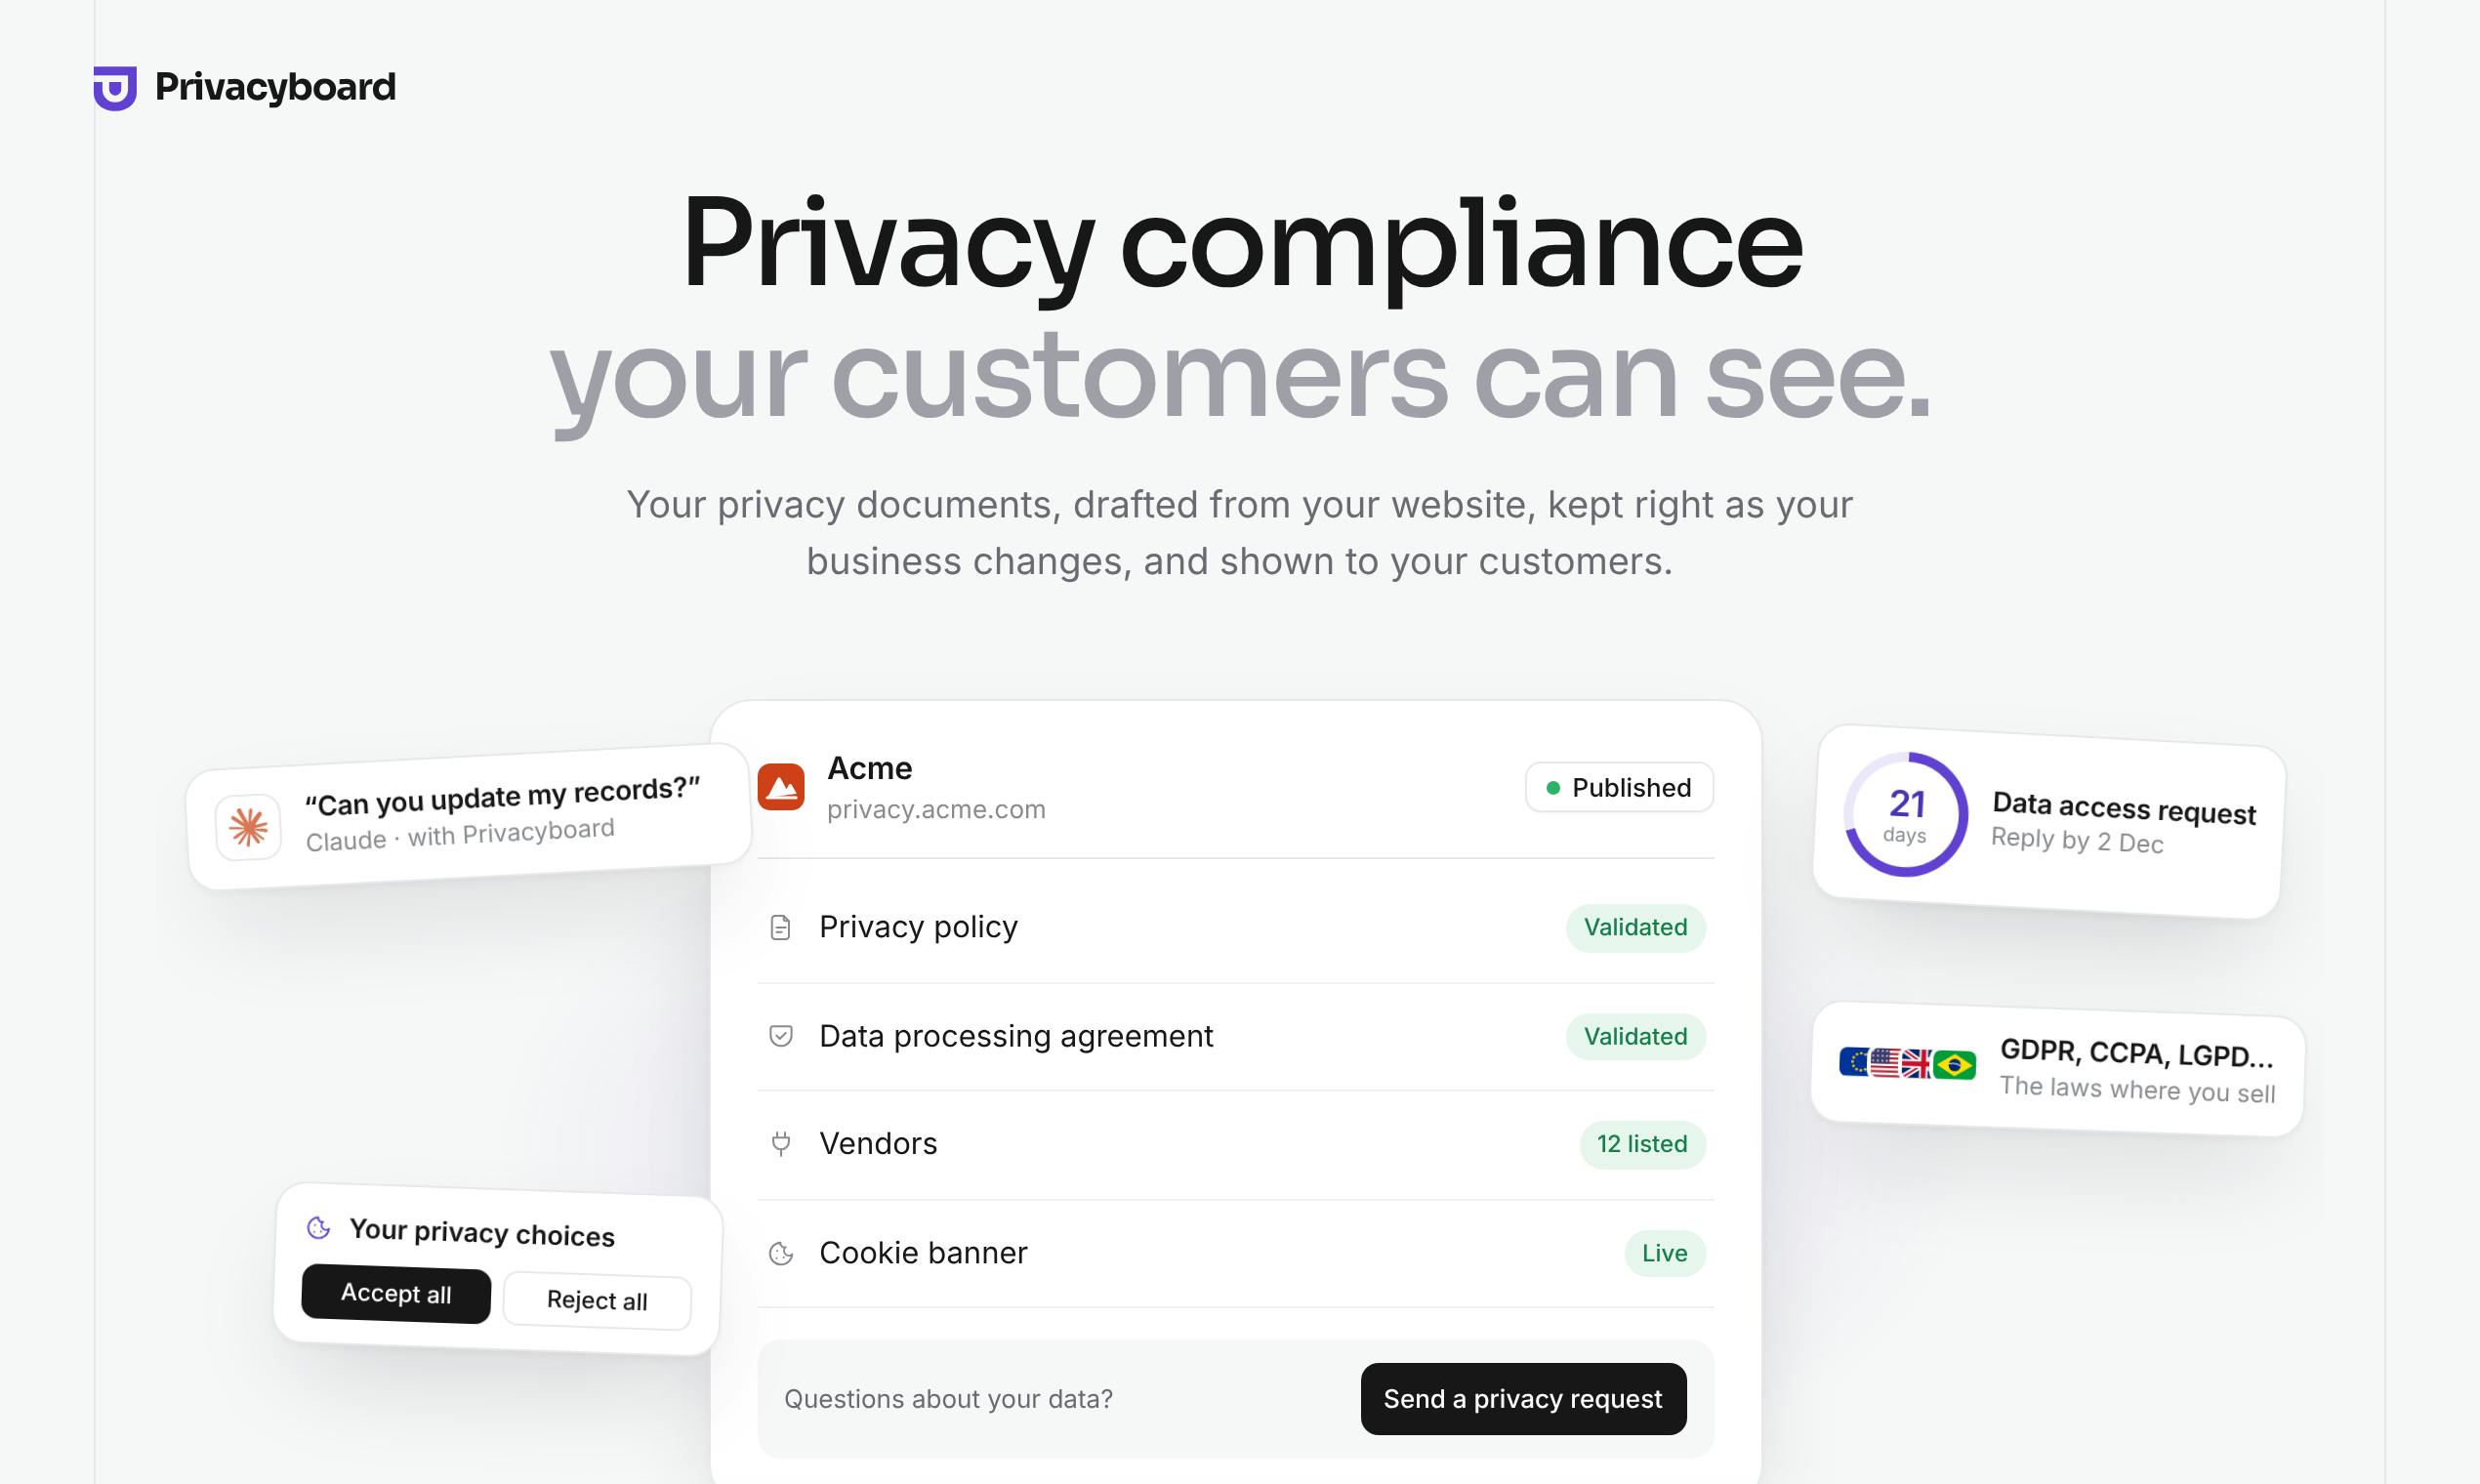 Privacyboard
Privacy compliance
your customers can see.
Your privacy documents, drafted from your website, kept right as your
business changes, and shown to your customers.
“Can you update my records?”
Claude · with Privacyboard
Acme
privacy.acme.com
Published
21
days
Data access request
Reply by 2 Dec
Privacy policy
Validated
Data processing agreement
Validated
GDPR, CCPA, LGPD...
The laws where you sell
Vendors
12 listed
Your privacy choices
Accept all
Reject all
Cookie banner
Live
Questions about your data?
Send a privacy request